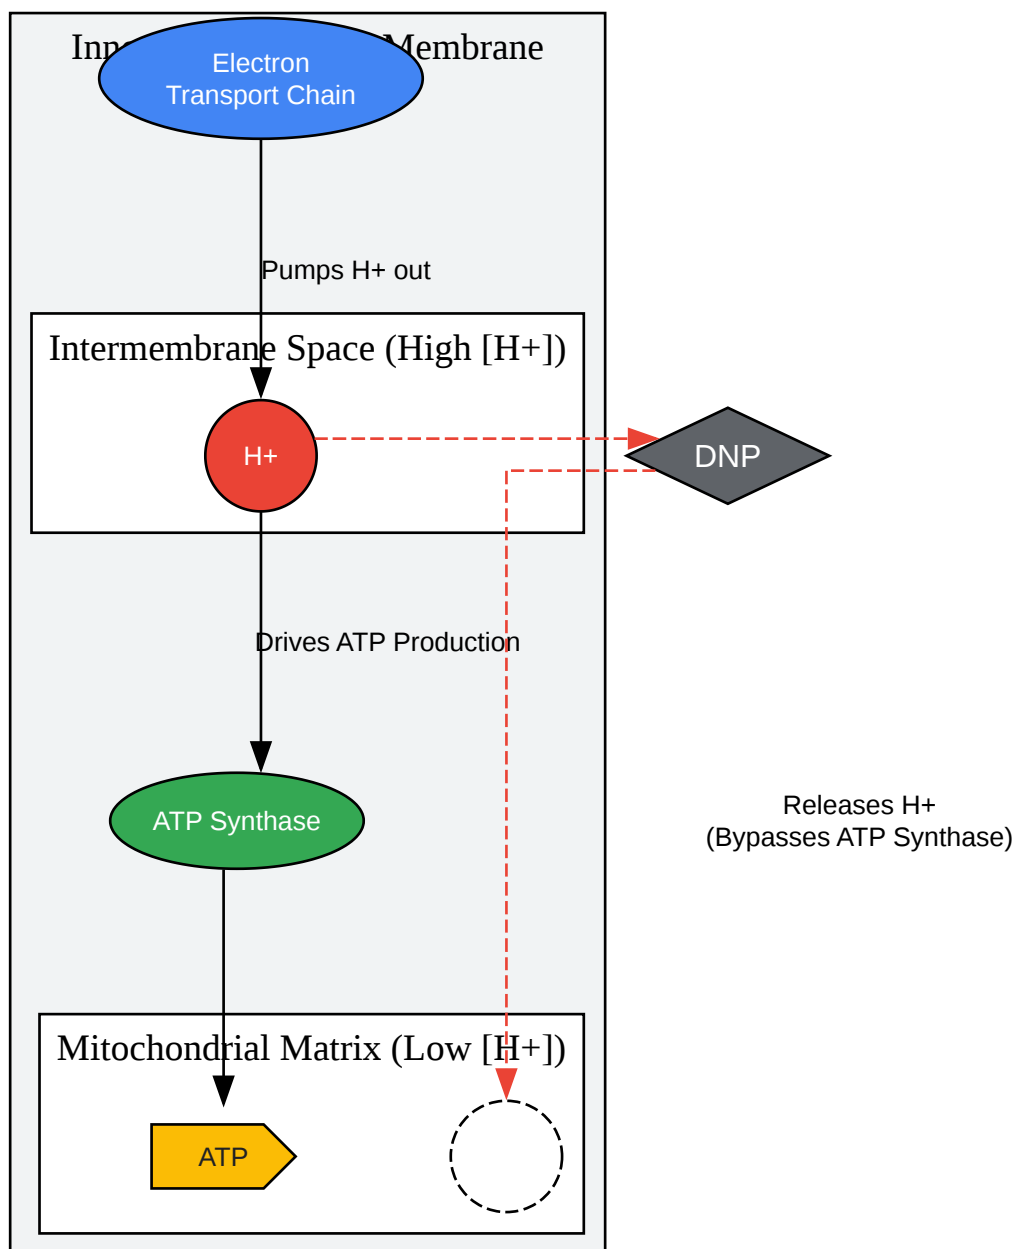 Membrane
Electron
Transport Chain
Pumps H+ out
Intermembrane Space (High [H+])
H+
DNP
Drives ATP Production
ATP Synthase
Releases H+
(Bypasses ATP Synthase)
Mitochondrial Matrix (Low [H+])
ATP